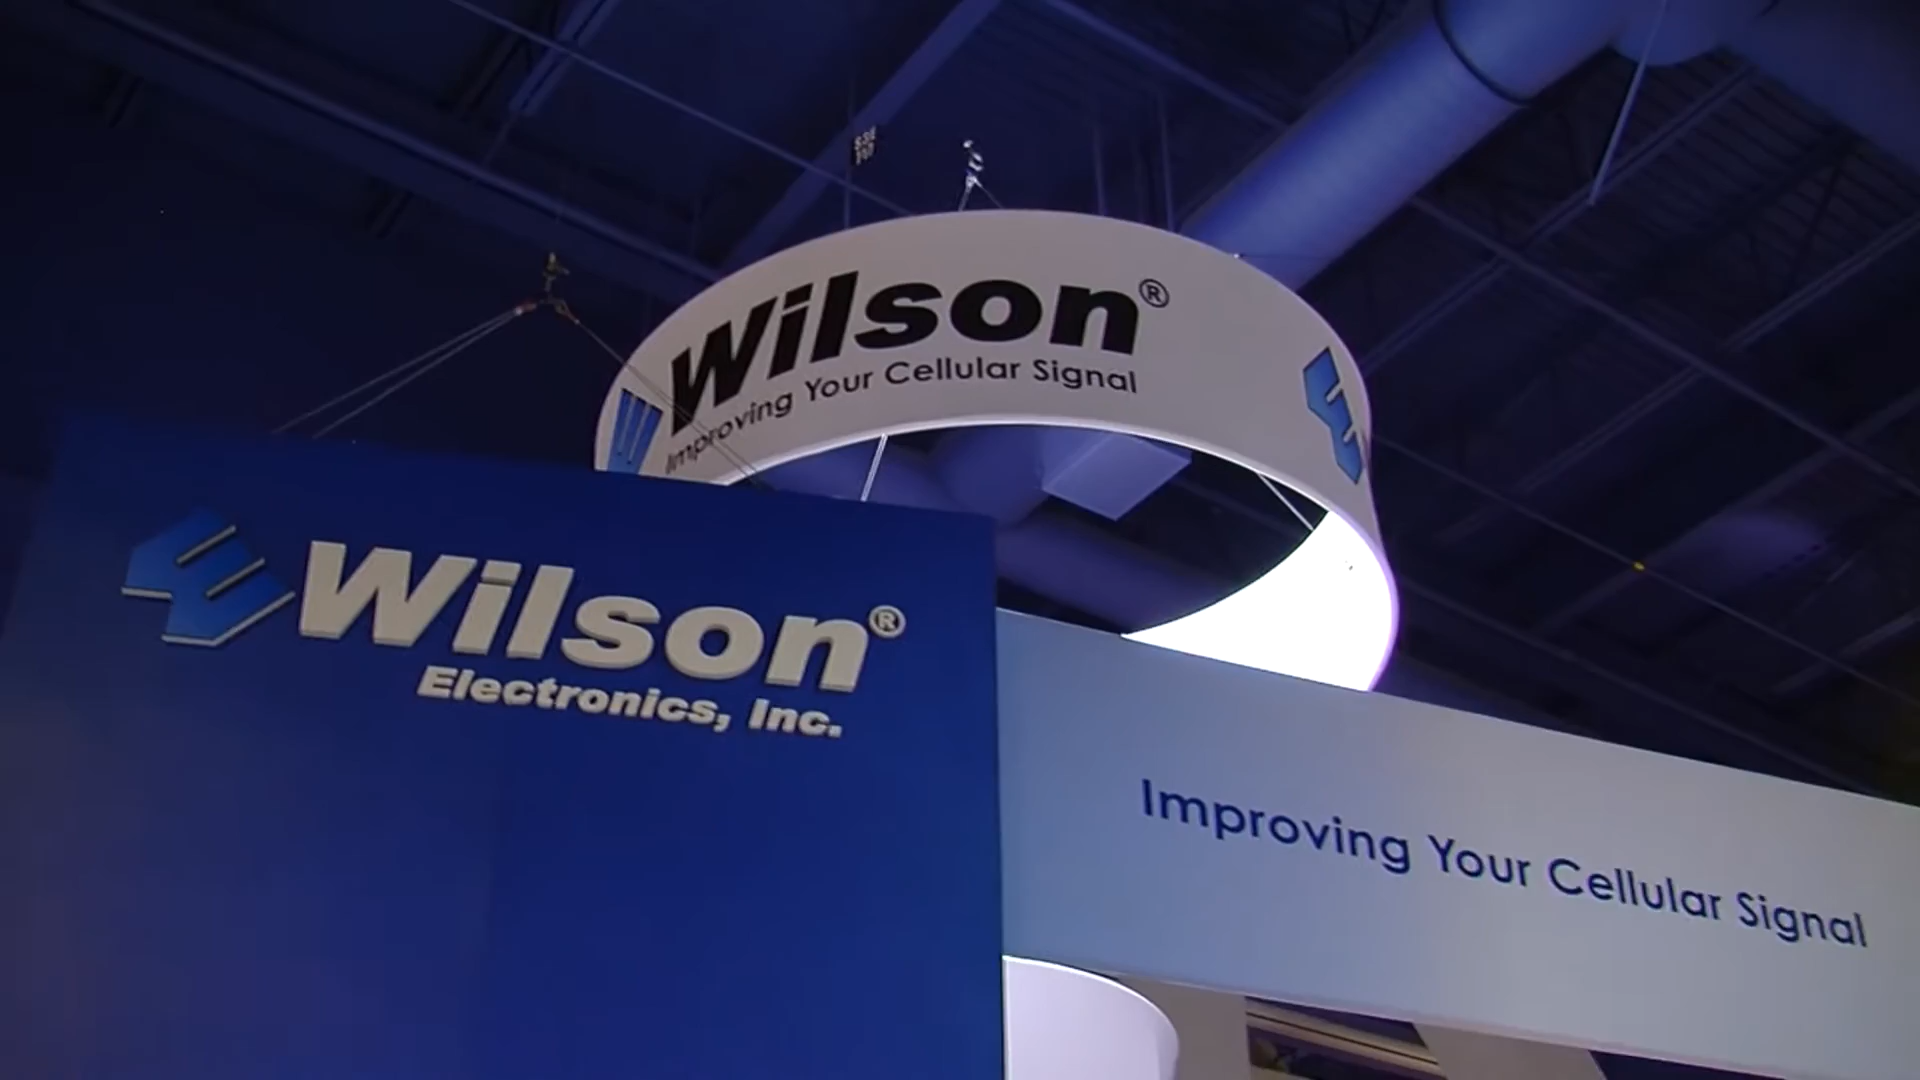 Wilson®
Improving Your Cellular Signal
Wilson®
Electronics, Inc.
Improving Your Cellular Signal